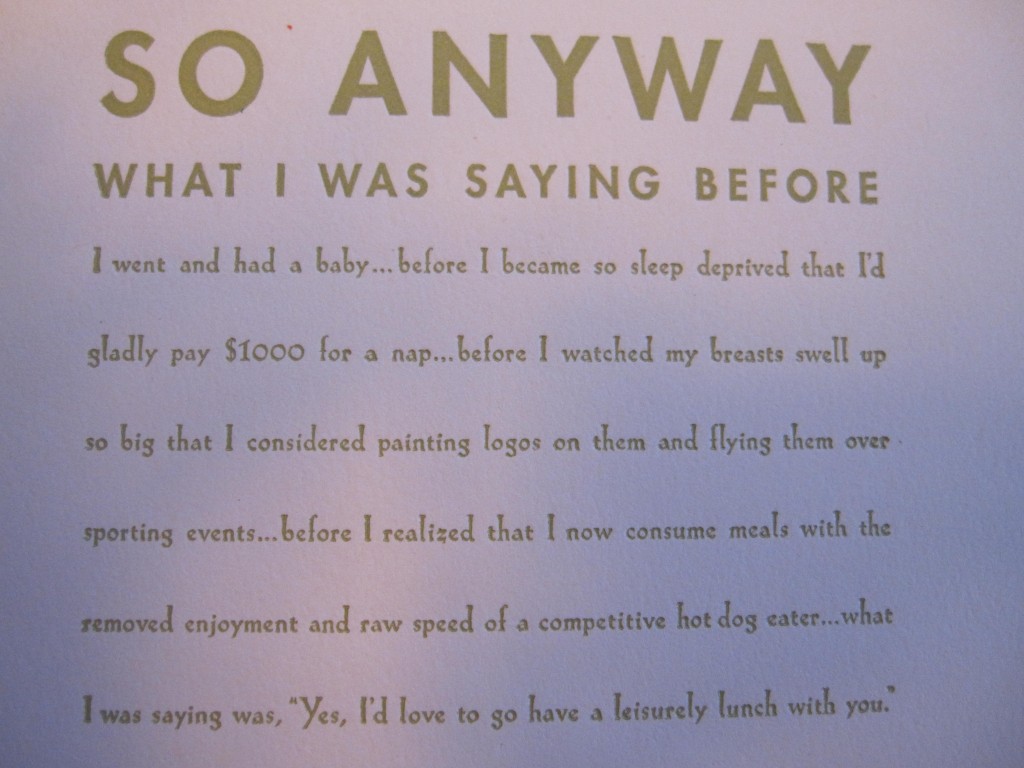 SO ANYWAY
WHAT I WAS SAYING BEFORE
I went and had a baby...before I became so sleep deprived that I'd
gladly pay $1000 for a nap...before I watched my breasts swell up
so big that I considered painting logos on them and flying them over
sporting events...before I realized that I now consume meals with the
removed enjoyment and raw speed of a competitive hot dog eater...what
I was saying was, "Yes, I'd love to go have a leisurely lunch with you."